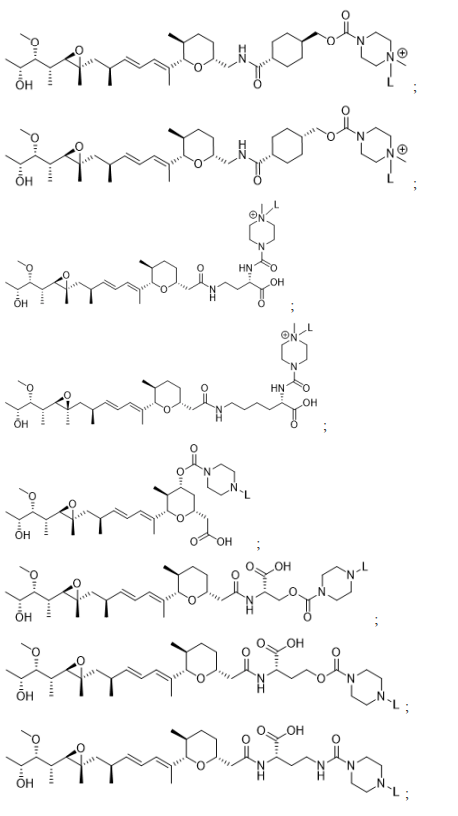 O
O O H N O N N ⊕
O
OH O L ;
O
O O H N O N N ⊕
O
OH O L ;
⊕ N L
N
HN O
O O O OH
O N H O
OH ;
⊕ N L
N
HN O
O O O OH
O N H O
OH ;
O
O N
N L
O O
O
OH O OH ;
O OH N L
O O O N
O N H O O
OH ;
O OH
O O O O
O N H O N
OH N L ;
O OH
O O O O
O N H N H N
OH N L ;